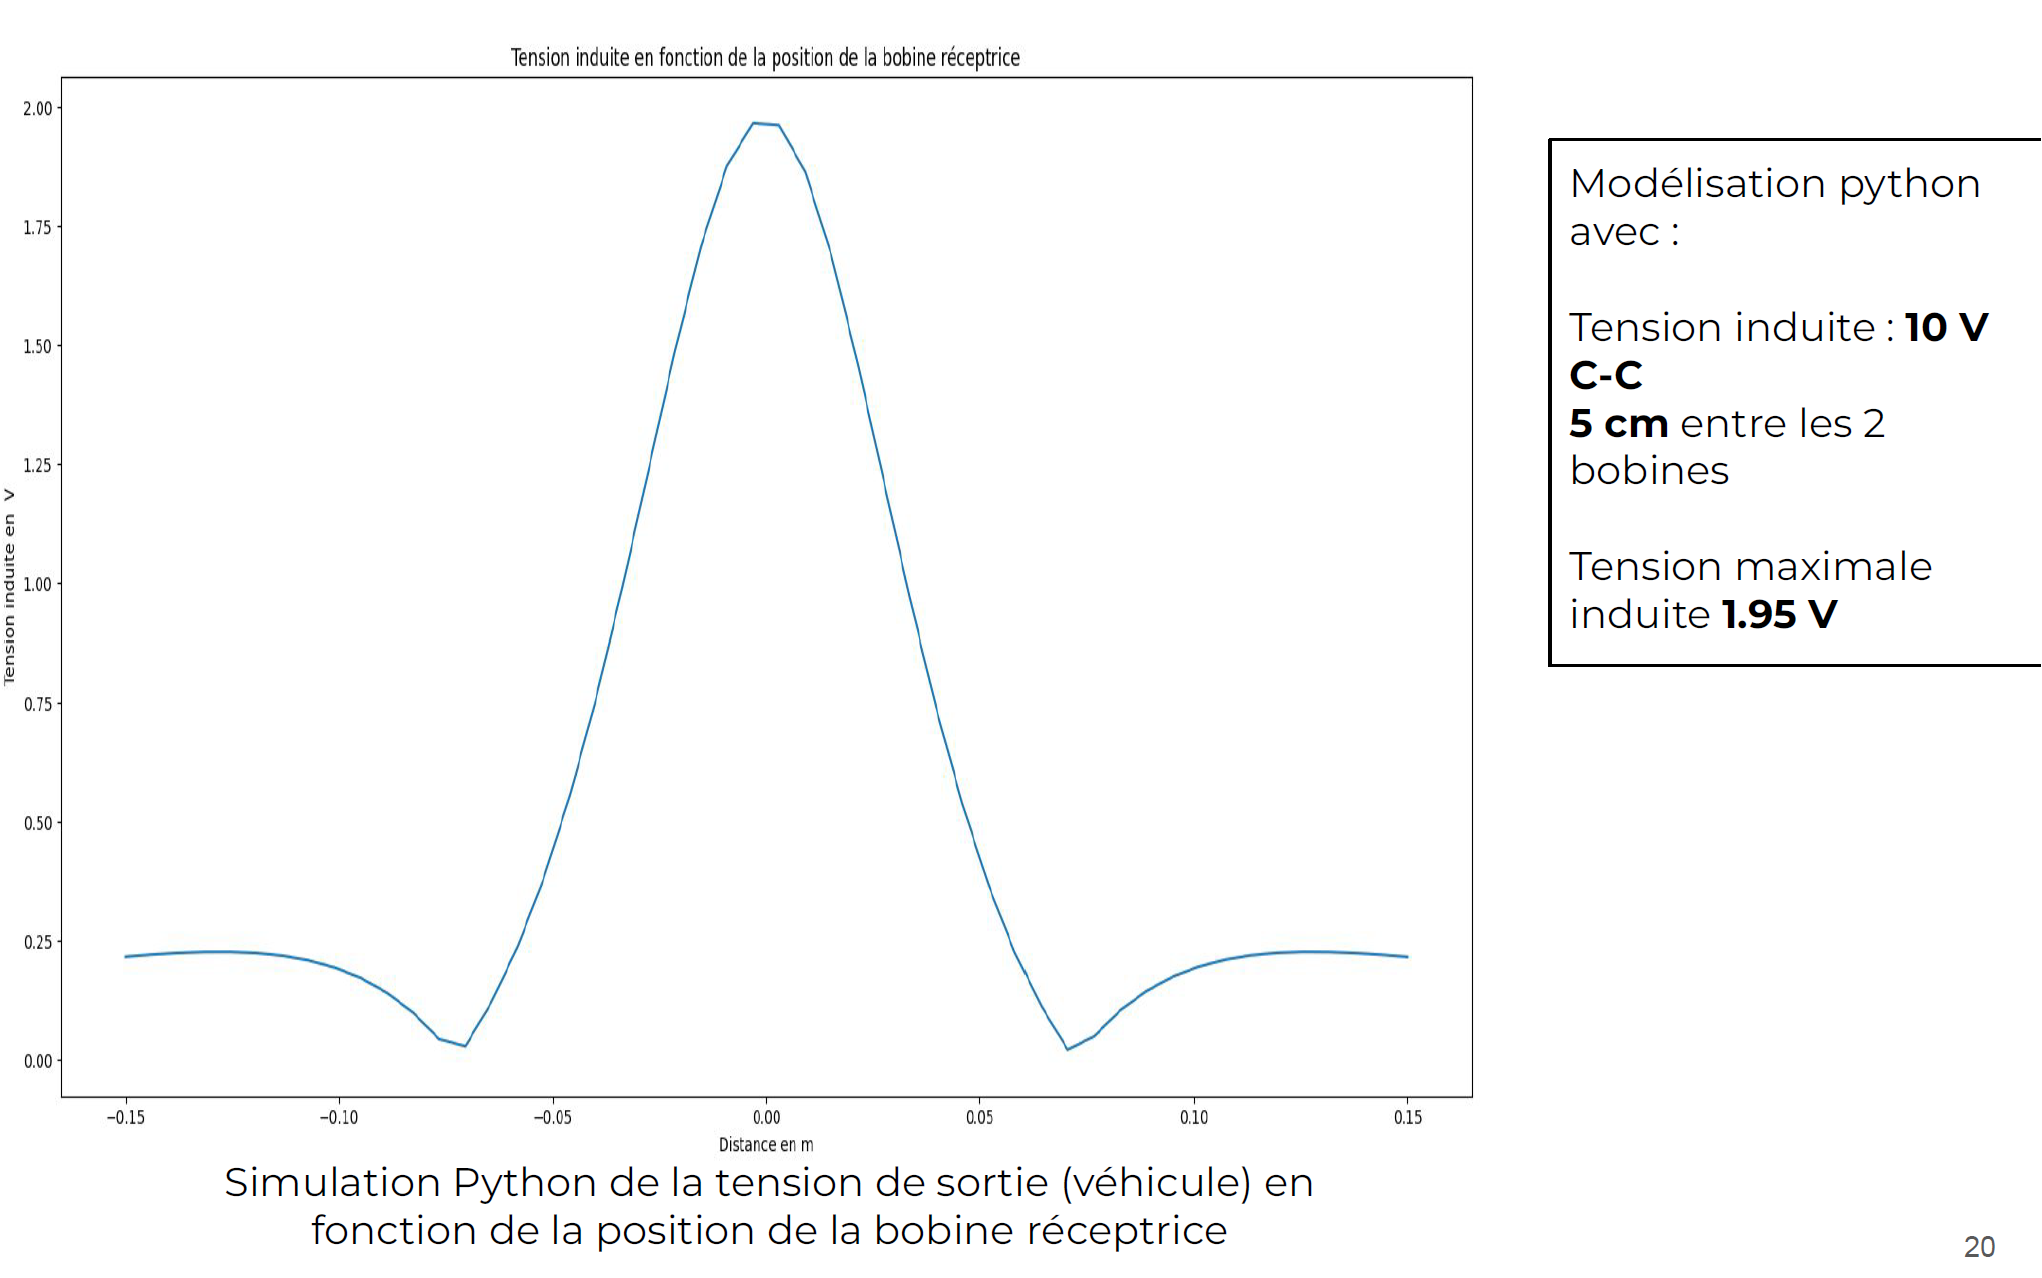 Tension induite en fonction de la position de la bobine réceptrice
2.00
1.75
1.50
1.25
1.00
0.75
0.50
0.25
0.00
Tension induite en V
−0.15
−0.10
−0.05
0.00
0.05
0.10
0.15
Distance en m
Modélisation python
avec :
Tension induite : 10 V
C-C
5 cm entre les 2
bobines
Tension maximale
induite 1.95 V
Simulation Python de la tension de sortie (véhicule) en
fonction de la position de la bobine réceptrice
20